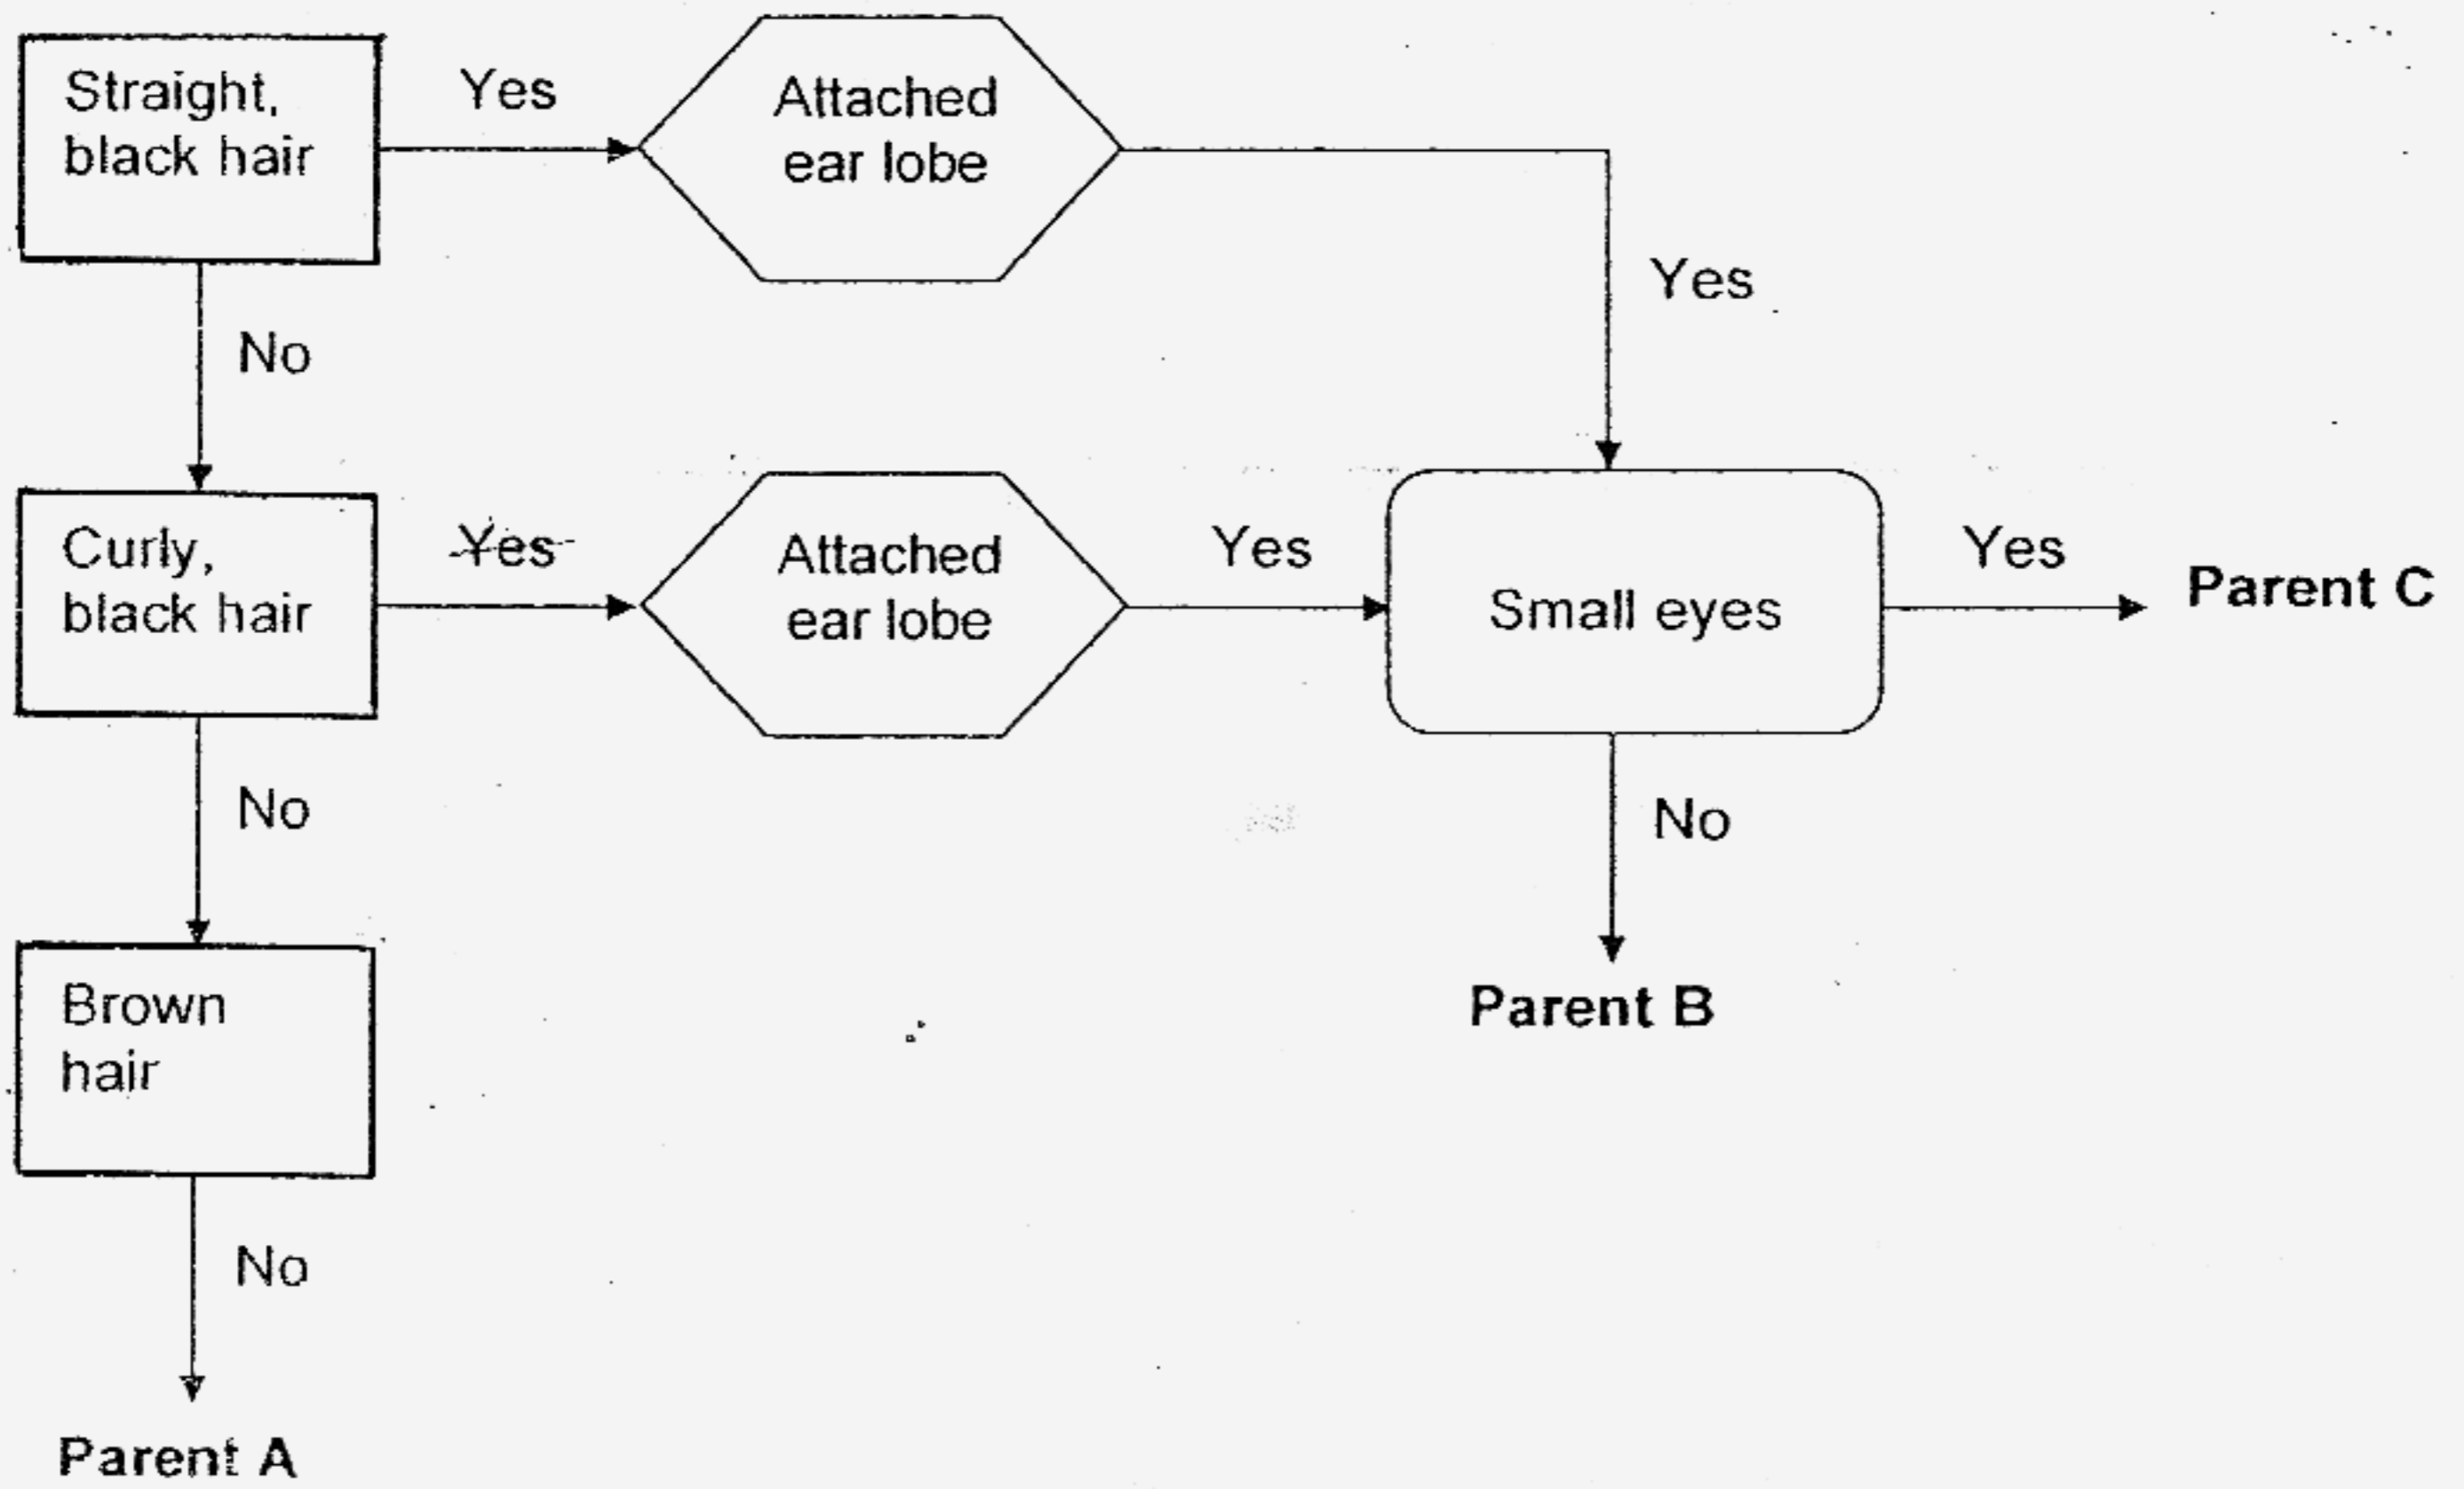 Straight,
black hair
Yes
Attached
ear lobe
Yes
No
Curly,
black hair
Yes
Attached
ear lobe
Yes
Small eyes
Yes
Parent C
No
No
Parent B
Brown
hair
No
Parent A